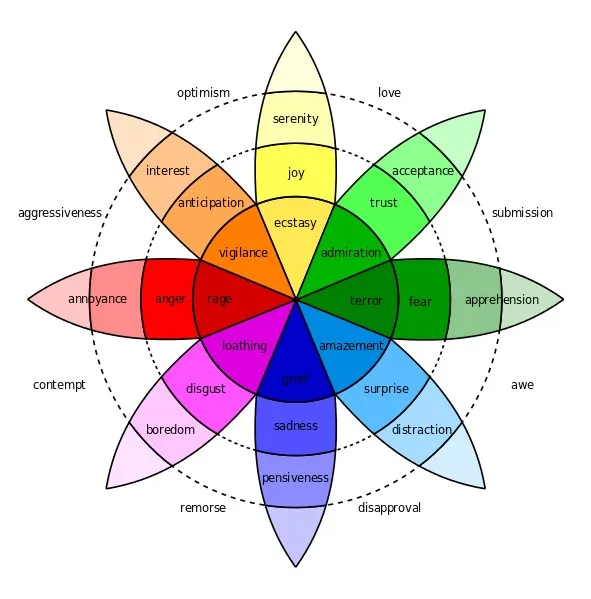 optimism
love
serenity
interest
acceptance
joy
anticipation
trust
aggressiveness
submission
ecstasy
vigilance
admiration
annoyance
anger
rage
terror
fear
apprehension
loathing
amazement
grief
disgust
surprise
contempt
awe
boredom
sadness
distraction
pensiveness
remorse
disapproval